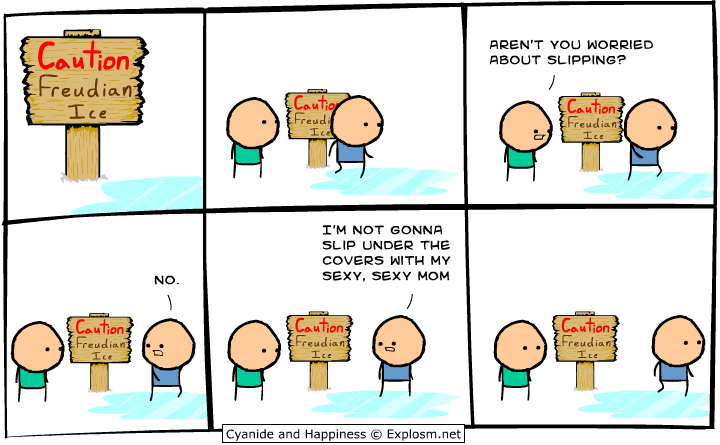 Caution
Freudian
Ice
Caution
Freudian
Ice
AREN'T YOU WORRIED
ABOUT SLIPPING?
Caution
Freudian
Ice
NO.
Caution
Freudian
Ice
I'M NOT GONNA
SLIP UNDER THE
COVERS WITH MY
SEXY, SEXY MOM
Caution
Freudian
Ice
Caution
Freudian
Ice
Cyanide and Happiness © Explosm.net